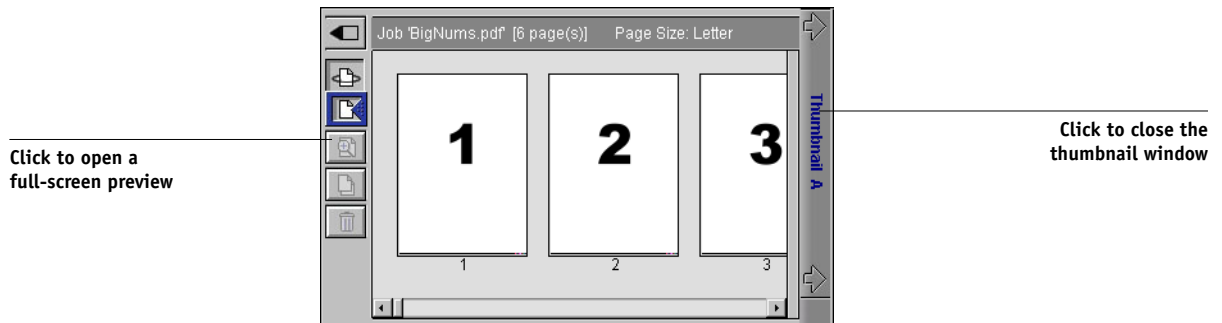 Job 'BigNums.pdf' [6 page(s)] Page Size: Letter
1 2 3
1 2 3
Thumbnail A
Click to open a
full-screen preview
Click to close the
thumbnail window